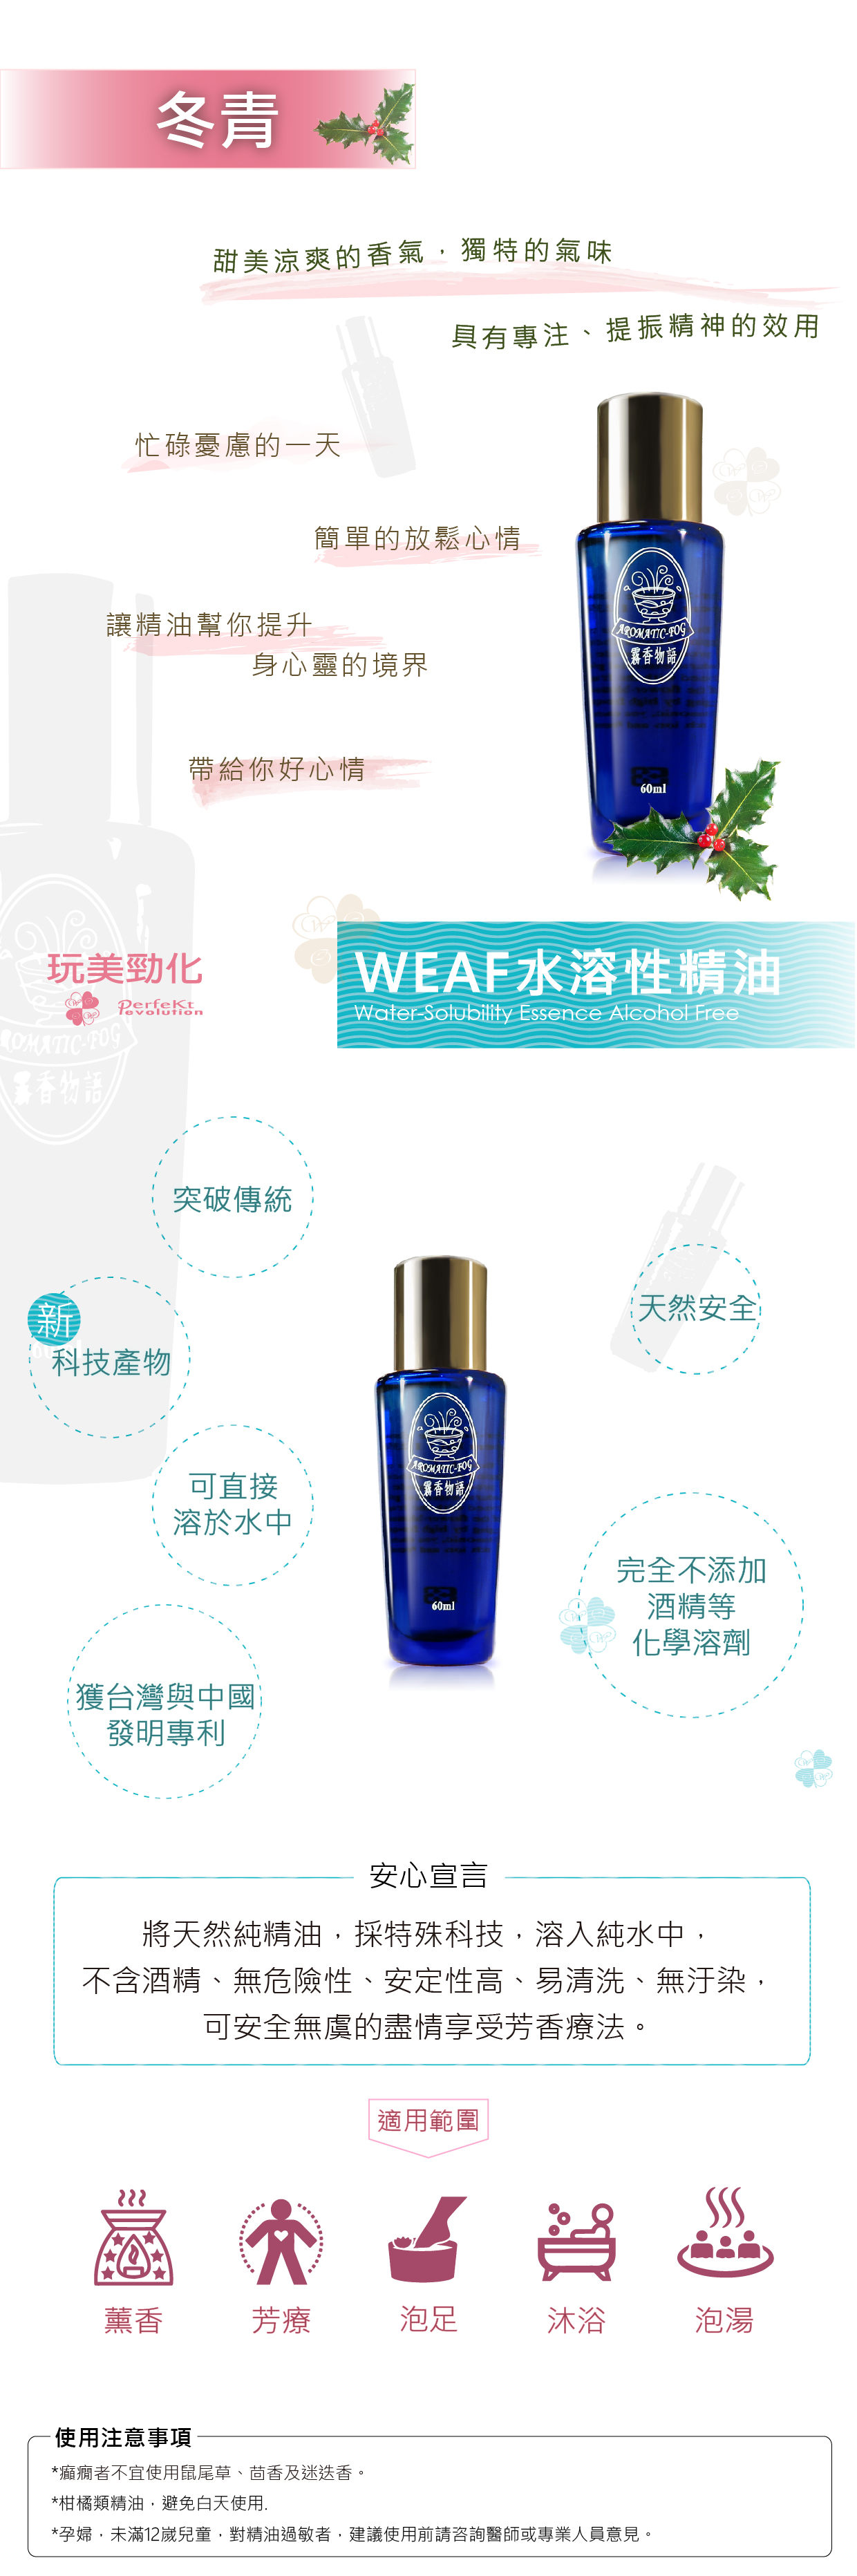 冬青
甜美涼爽的香氣，獨特的氣味
具有專注、提振精神的效用
忙碌憂慮的一天
簡單的放鬆心情
讓精油幫你提升
身心靈的境界
帶給你好心情
AROMATIC-FOG
霧香物語
60ml
玩美勁化
PerfeKt
revolution
AROMATIC-FOG
霧香物語
WEAF水溶性精油
Water-Solubility Essence Alcohol Free
突破傳統
天然安全
新
科技產物
AROMATIC-FOG
霧香物語
60ml
可直接
溶於水中
完全不添加
酒精等
化學溶劑
獲台灣與中國
發明專利
安心宣言
將天然純精油，採特殊科技，溶入純水中，
不含酒精、無危險性、安定性高、易清洗、無汙染，
可安全無虞的盡情享受芳香療法。
適用範圍
薰香
芳療
泡足
沐浴
泡湯
使用注意事項
*癲癇者不宜使用鼠尾草、茴香及迷迭香。
*柑橘類精油，避免白天使用.
*孕婦，未滿12嵗兒童，對精油過敏者，建議使用前請咨詢醫師或專業人員意見。